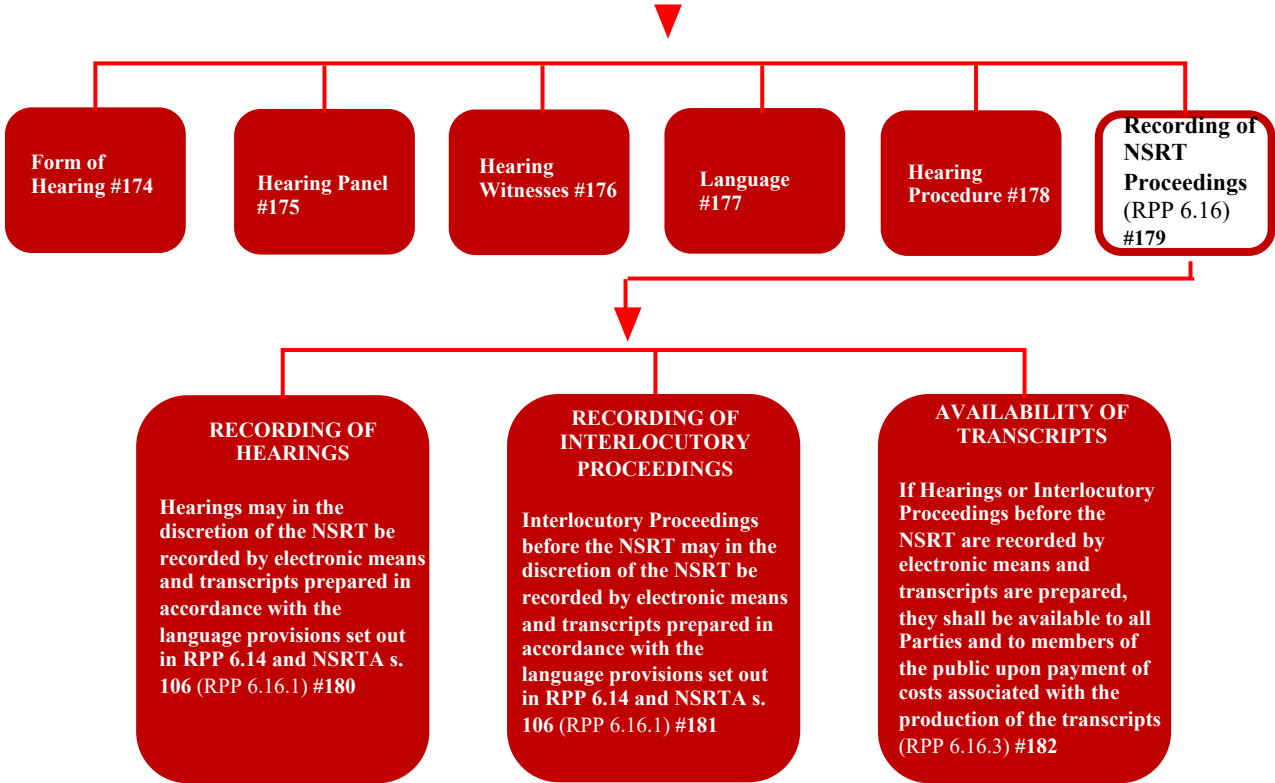 Form of
Hearing #174
Hearing Panel
#175
Hearing
Witnesses #176
Language
#177
Hearing
Procedure #178
Recording of
NSRT
Proceedings
(RPP 6.16)
#179
RECORDING OF
HEARINGS
Hearings may in the
discretion of the NSRT be
recorded by electronic means
and transcripts prepared in
accordance with the
language provisions set out
in RPP 6.14 and NSRTA s.
106 (RPP 6.16.1) #180
RECORDING OF
INTERLOCUTORY
PROCEEDINGS
Interlocutory Proceedings
before the NSRT may in the
discretion of the NSRT be
recorded by electronic means
and transcripts prepared in
accordance with the
language provisions set out
in RPP 6.14 and NSRTA s.
106 (RPP 6.16.1) #181
AVAILABILITY OF
TRANSCRIPTS
If Hearings or Interlocutory
Proceedings before the
NSRT are recorded by
electronic means and
transcripts are prepared,
they shall be available to all
Parties and to members of
the public upon payment of
costs associated with the
production of the transcripts
(RPP 6.16.3) #182